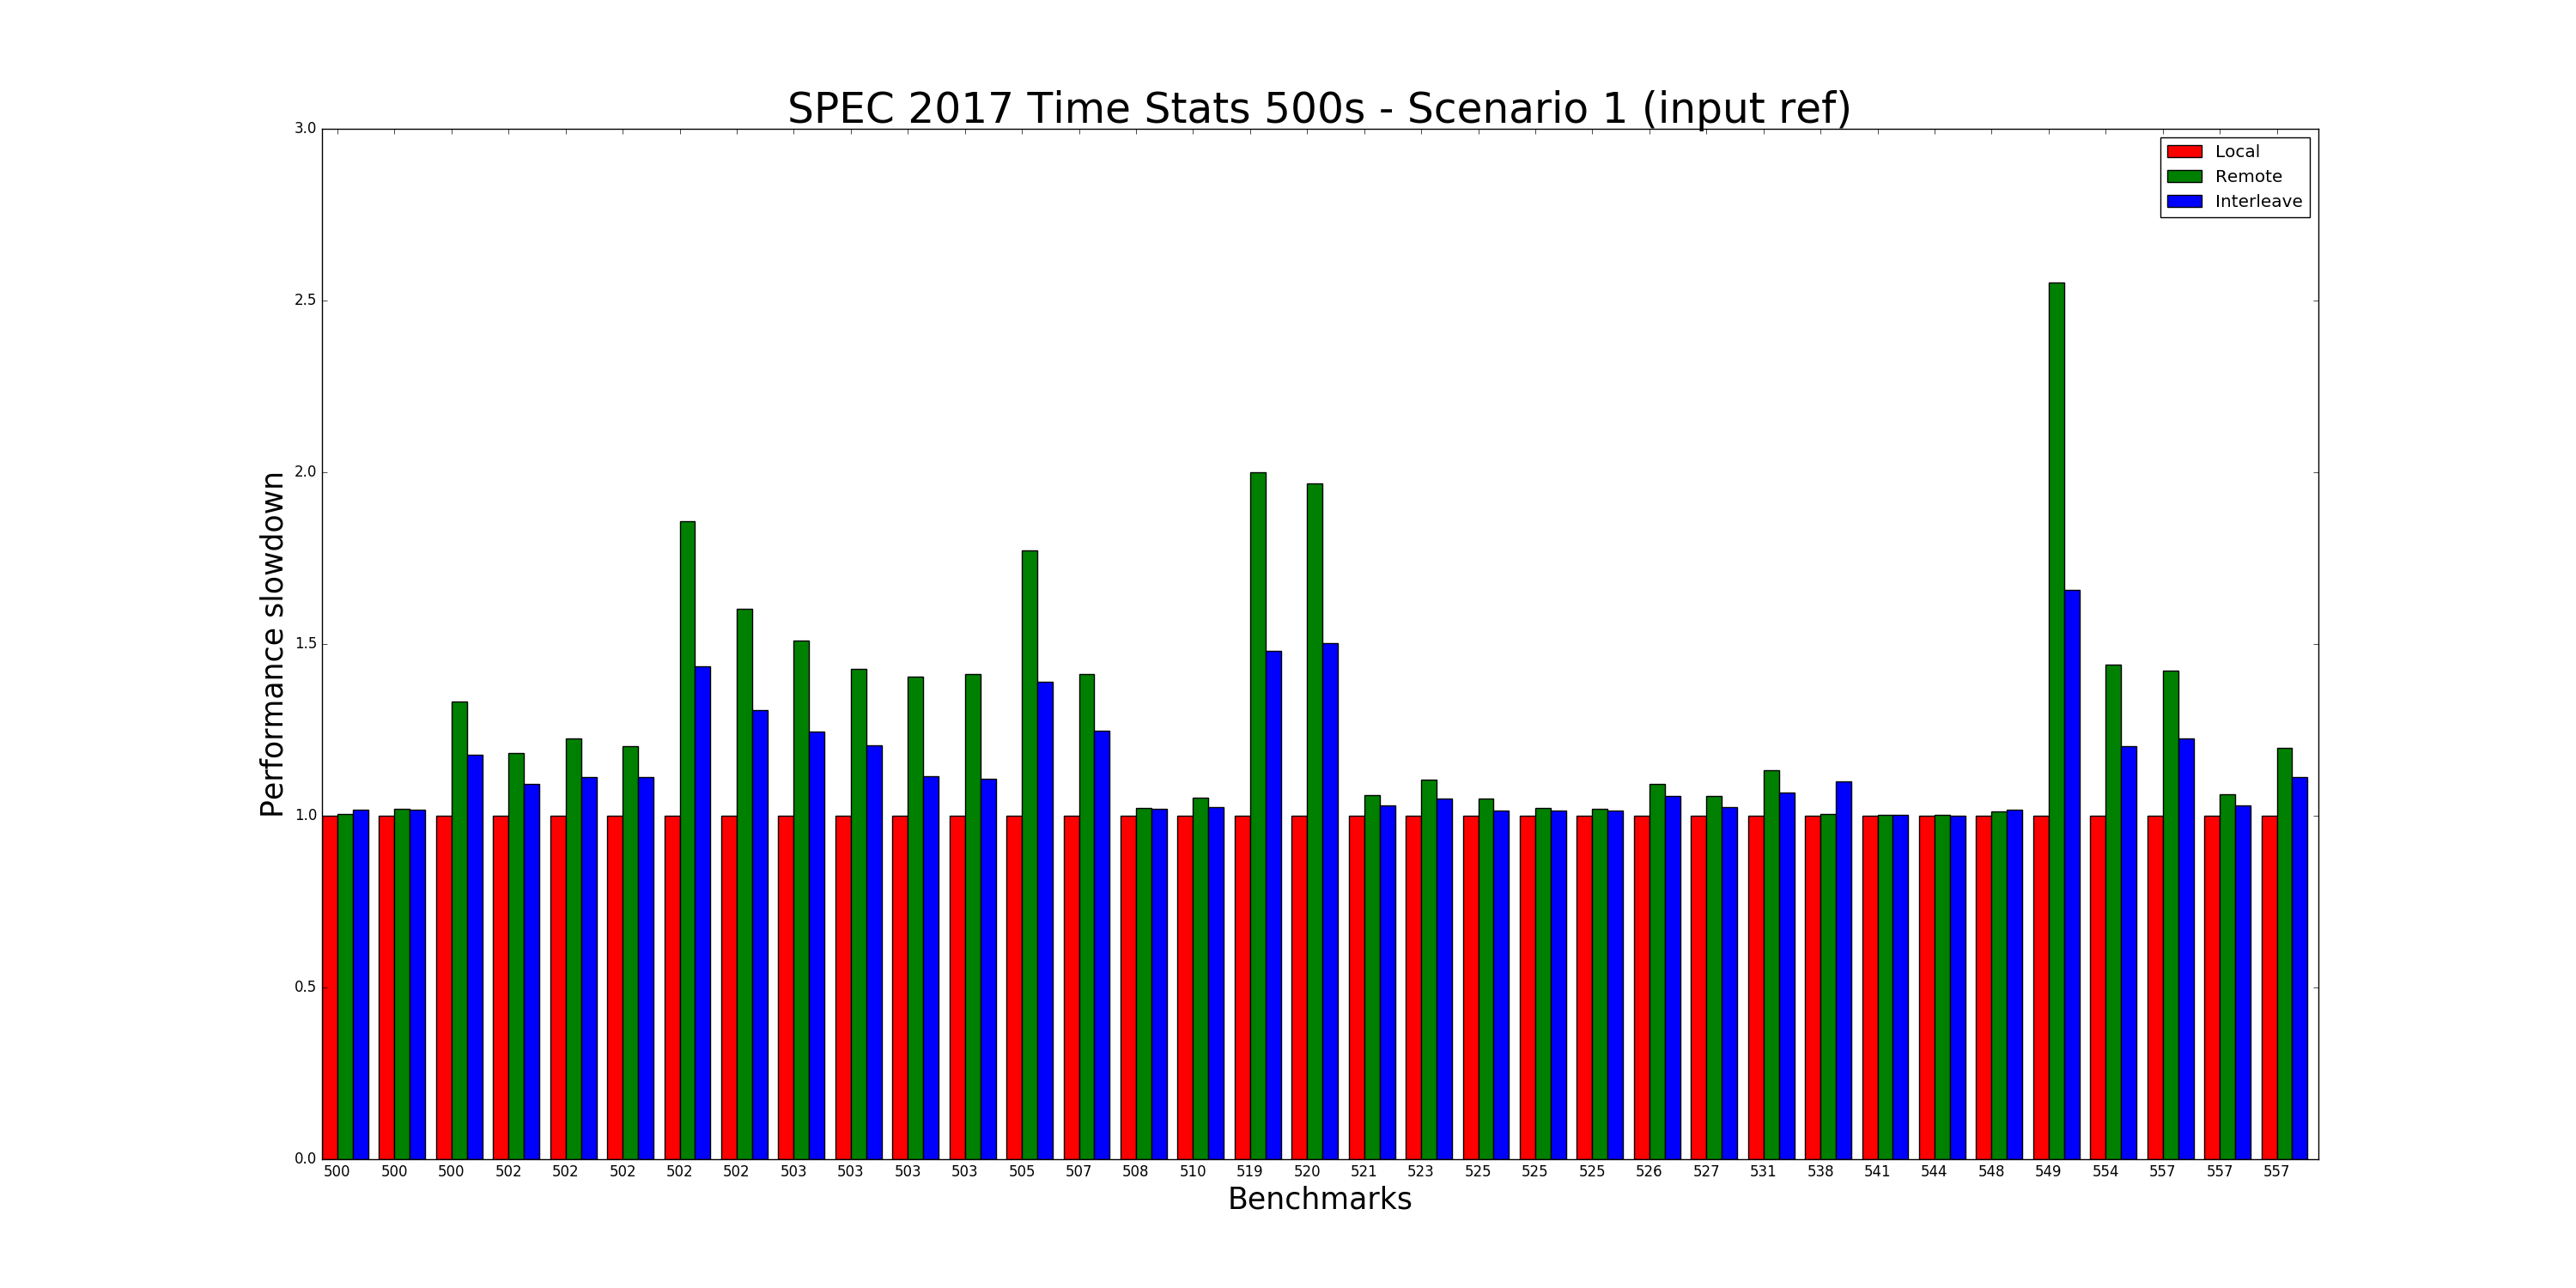 SPEC 2017 Time Stats 500s - Scenario 1 (input ref)
3.0
2.5
2.0
1.5
1.0
0.5
0.0
Performance slowdown
Local
Remote
Interleave
500 500 500 502 502 502 502 502 503 503 503 503 505 507 508 510 519 520 521 523 525 525 525 526 527 531 538 541 544 548 549 554 557 557 557
Benchmarks